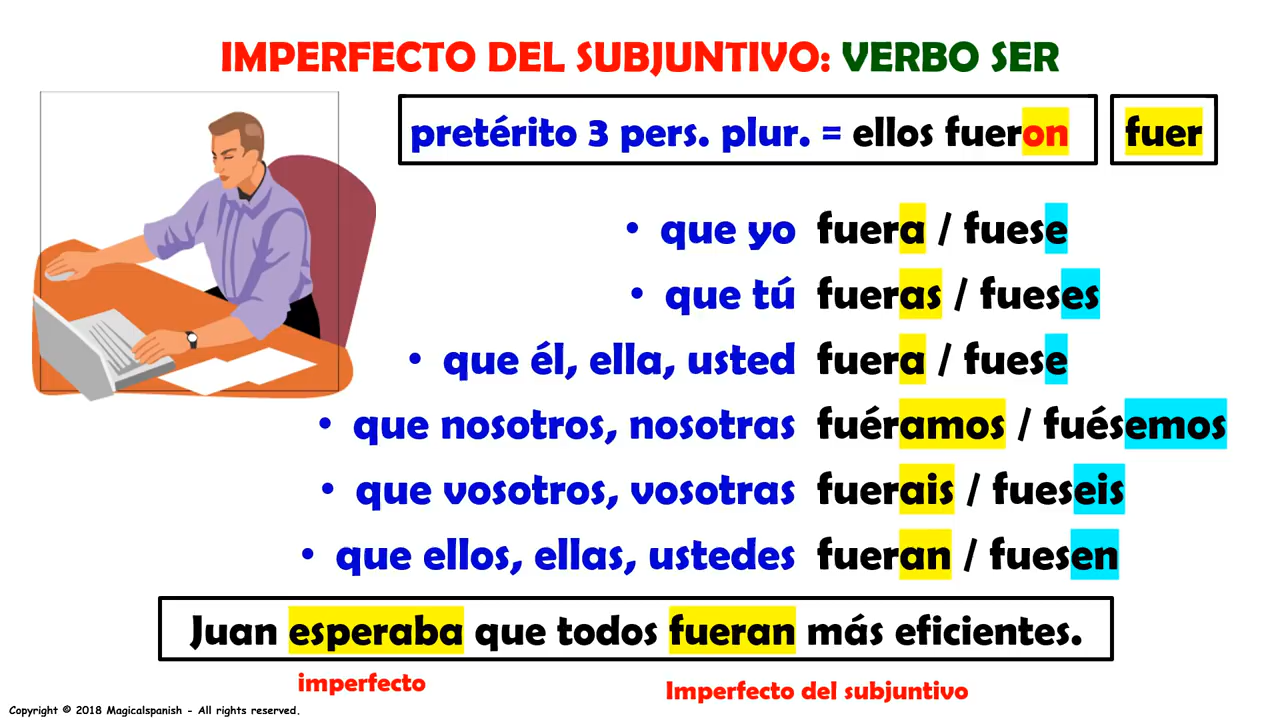 IMPERFECTO DEL SUBJUNTIVO: VERBO SER
pretérito 3 pers. plur. = ellos fueron
fuer
• que yo fuera / fuese
• que tú fueras / fueses
• que él, ella, usted fuera / fuese
• que nosotros, nosotras fuéramos / fuésemos
• que vosotros, vosotras fuerais / fueseis
• que ellos, ellas, ustedes fueran / fuesen
Juan esperaba que todos fueran más eficientes.
imperfecto
Imperfecto del subjuntivo
Copyright © 2018 Magicalspanish - All rights reserved.